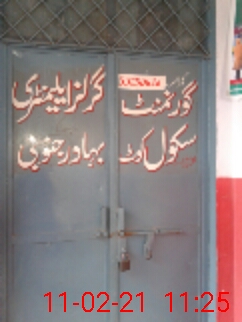 گورنمنٹ گرلز ایلیمنٹری
سکول کوٹ بہادر جنوبی
11-02-21 11:25